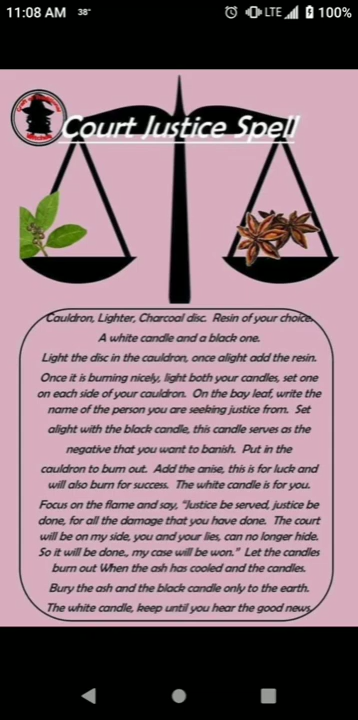 11:08 AM 38° LTE 100%
Court Justice Spell
Cauldron, Lighter, Charcoal disc. Resin of your choice.
A white candle and a black one.
Light the disc in the cauldron, once alight add the resin.
Once it is burning nicely, light both your candles, set one
on each side of your cauldron. On the bay leaf, write the
name of the person you are seeking justice from. Set
alight with the black candle, this candle serves as the
negative that you want to banish. Put in the
cauldron to burn out. Add the anise, this is for luck and
will also burn for success. The white candle is for you.
Focus on the flame and say, "Justice be served, justice be
done, for all the damage that you have done. The court
will be on my side, you and your lies, can no longer hide.
So it will be done., my case will be won." Let the candles
burn out When the ash has cooled and the candles.
Bury the ash and the black candle only to the earth.
The white candle, keep until you hear the good news.